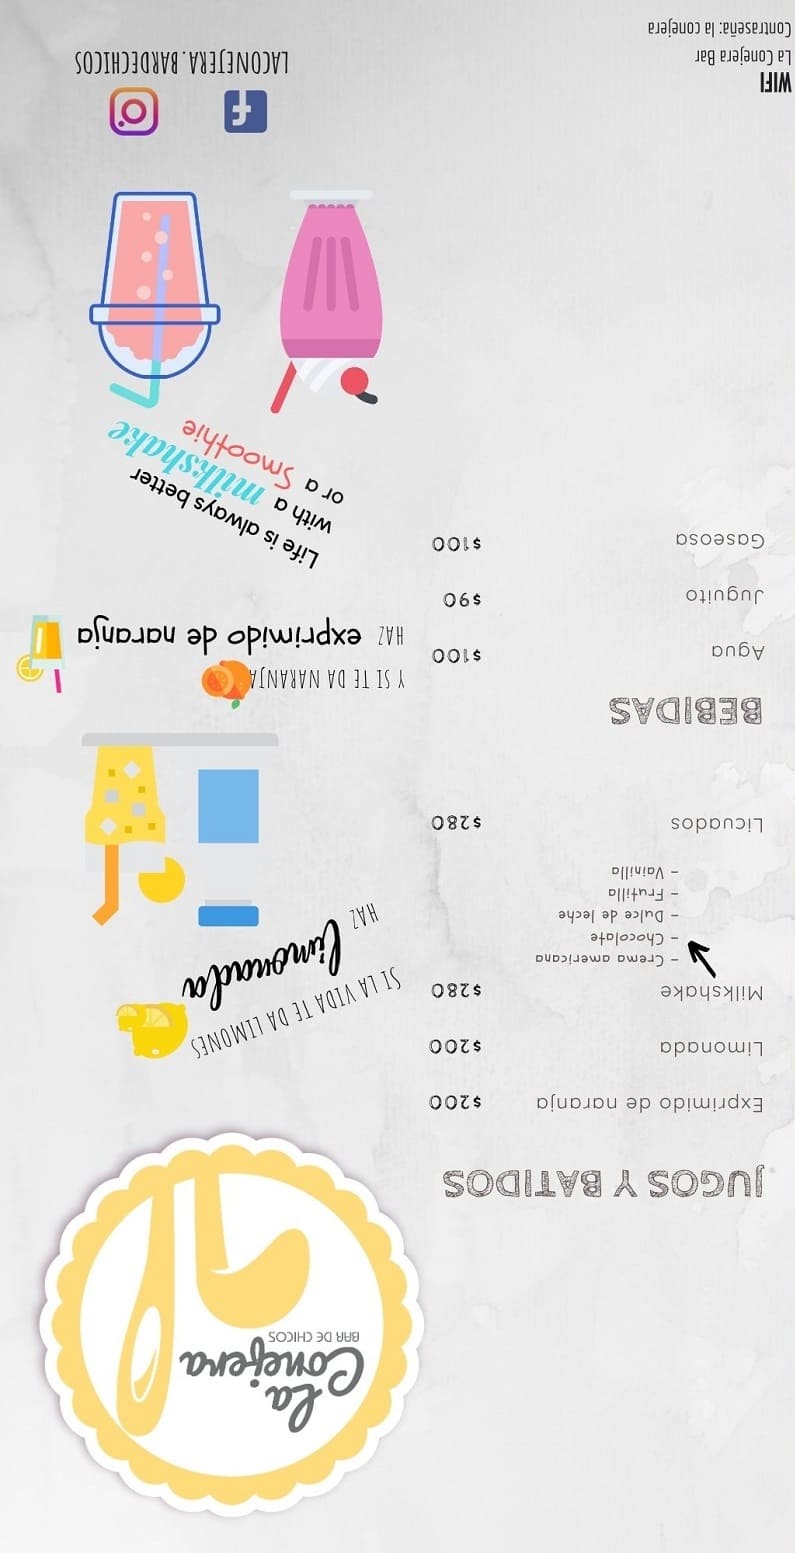 La
Conejera
BAR DE CHICOS
JUGOS Y BATIDOS
Exprimido de naranja $200
Limonada $200
Milkshake $280
- Crema americana
- Chocolate
- Dulce de leche
- Frutilla
- Vainilla
Licuados $280
SI LA VIDA TE DA LIMONES
HAZ limonada
BEBIDAS
Agua $100
Juguito $90
Gaseosa $100
Y SI TE DA NARANJA
HAZ exprimido de naranja
Life is always better
with a milkshake
or a Smoothie
WIFI
La Conejera Bar
Contraseña: la conejera
LACONEJERA.BARDECHICOS